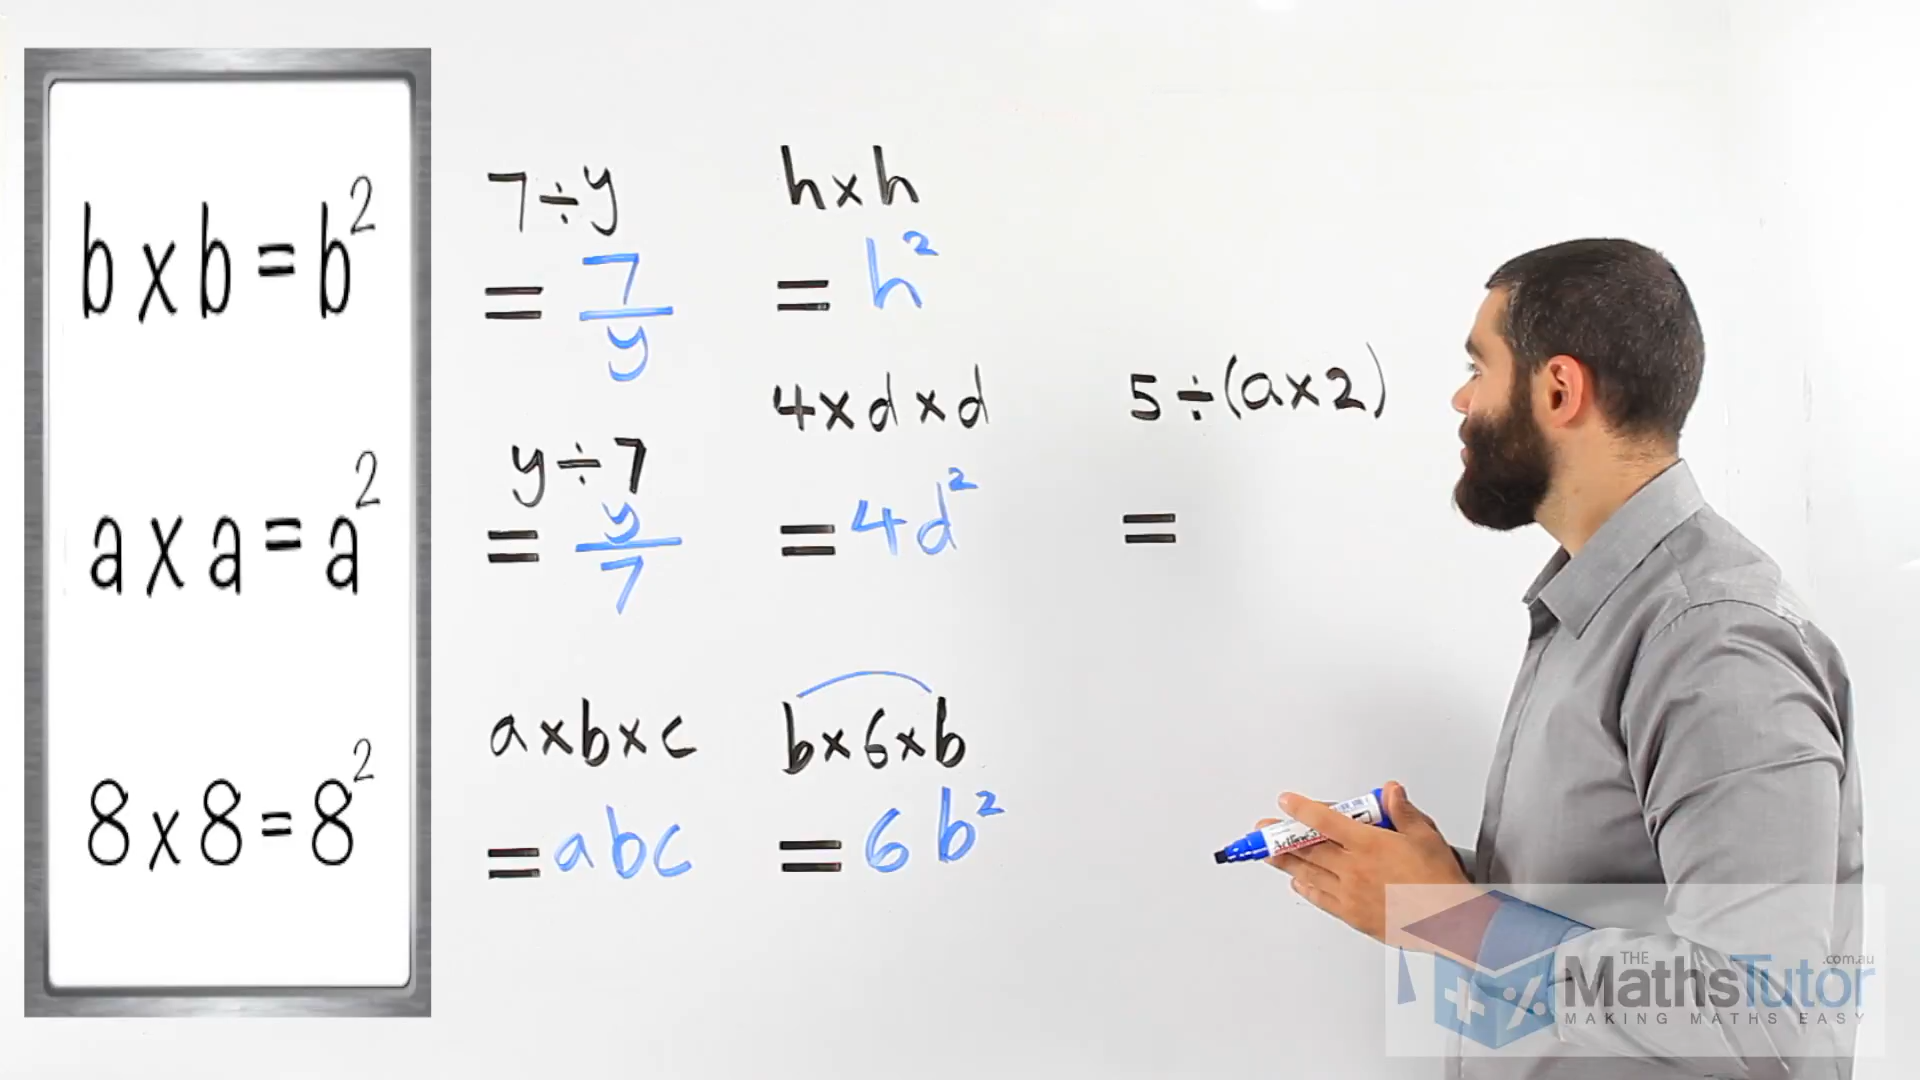 b x b = b²
a x a = a²
8 x 8 = 8²
7÷y
= 7/y
y÷7
= y/7
a×b×c
= abc
h×h
= h²
4×d×d
= 4d²
b×6×b
= 6b²
5÷(a×2)
=
THE
MathsTutor
.com.au
MAKING MATHS EASY